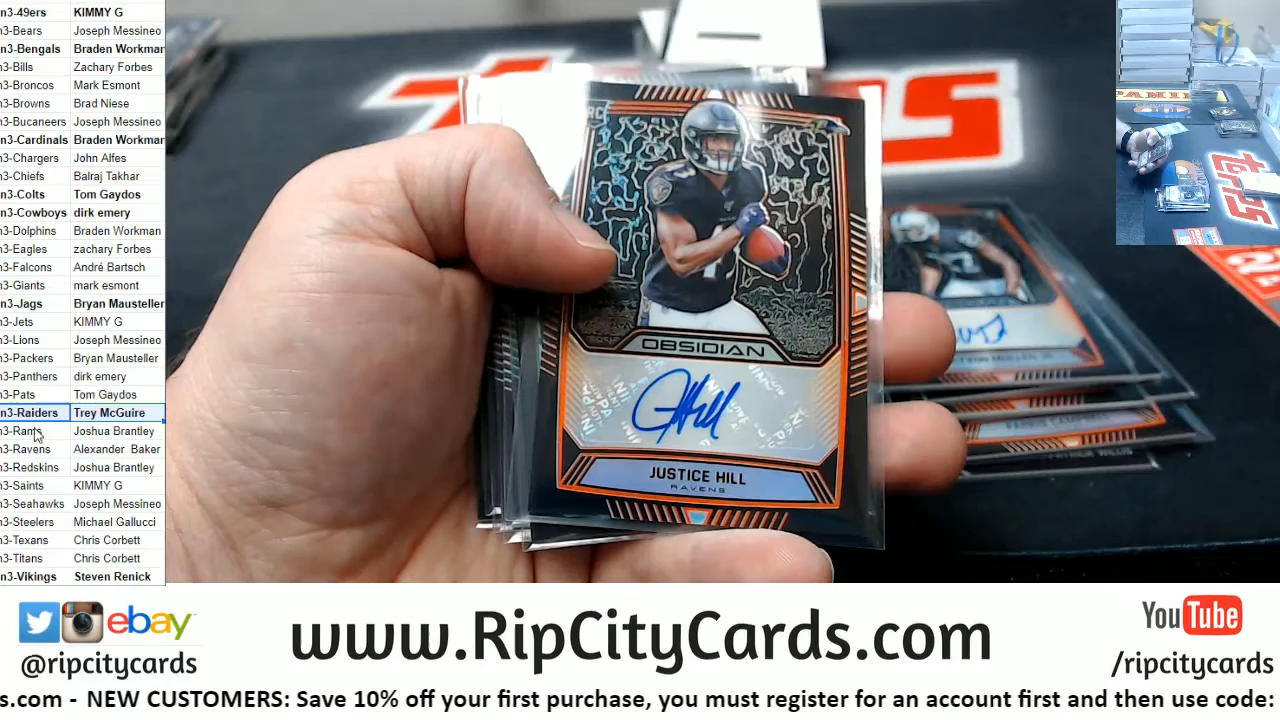 n3-49ers KIMMY G
n3-Bears Joseph Messineo
n3-Bengals Braden Workman
n3-Bills Zachary Forbes
n3-Broncos Mark Esmont
n3-Browns Brad Niese
n3-Bucaneers Joseph Messineo
n3-Cardinals Braden Workman
n3-Chargers John Alfes
n3-Chiefs Balraj Takhar
n3-Colts Tom Gaydos
n3-Cowboys dirk emery
n3-Dolphins Braden Workman
n3-Eagles zachary Forbes
n3-Falcons André Bartsch
n3-Giants mark esmont
n3-Jags Bryan Mausteller
n3-Jets KIMMY G
n3-Lions Joseph Messineo
n3-Packers Bryan Mausteller
n3-Panthers dirk emery
n3-Pats Tom Gaydos
n3-Raiders Trey McGuire
n3-Rams Joshua Brantley
n3-Ravens Alexander Baker
n3-Redskins Joshua Brantley
n3-Saints KIMMY G
n3-Seahawks Joseph Messineo
n3-Steelers Michael Gallucci
n3-Texans Chris Corbett
n3-Titans Chris Corbett
n3-Vikings Steven Renick
RC
OBSIDIAN
JHill
JUSTICE HILL
RAVENS
PANINI
ebay
@ripcitycards
www.RipCityCards.com
YouTube
/ripcitycards
s.com - NEW CUSTOMERS: Save 10% off your first purchase, you must register for an account first and then use code: